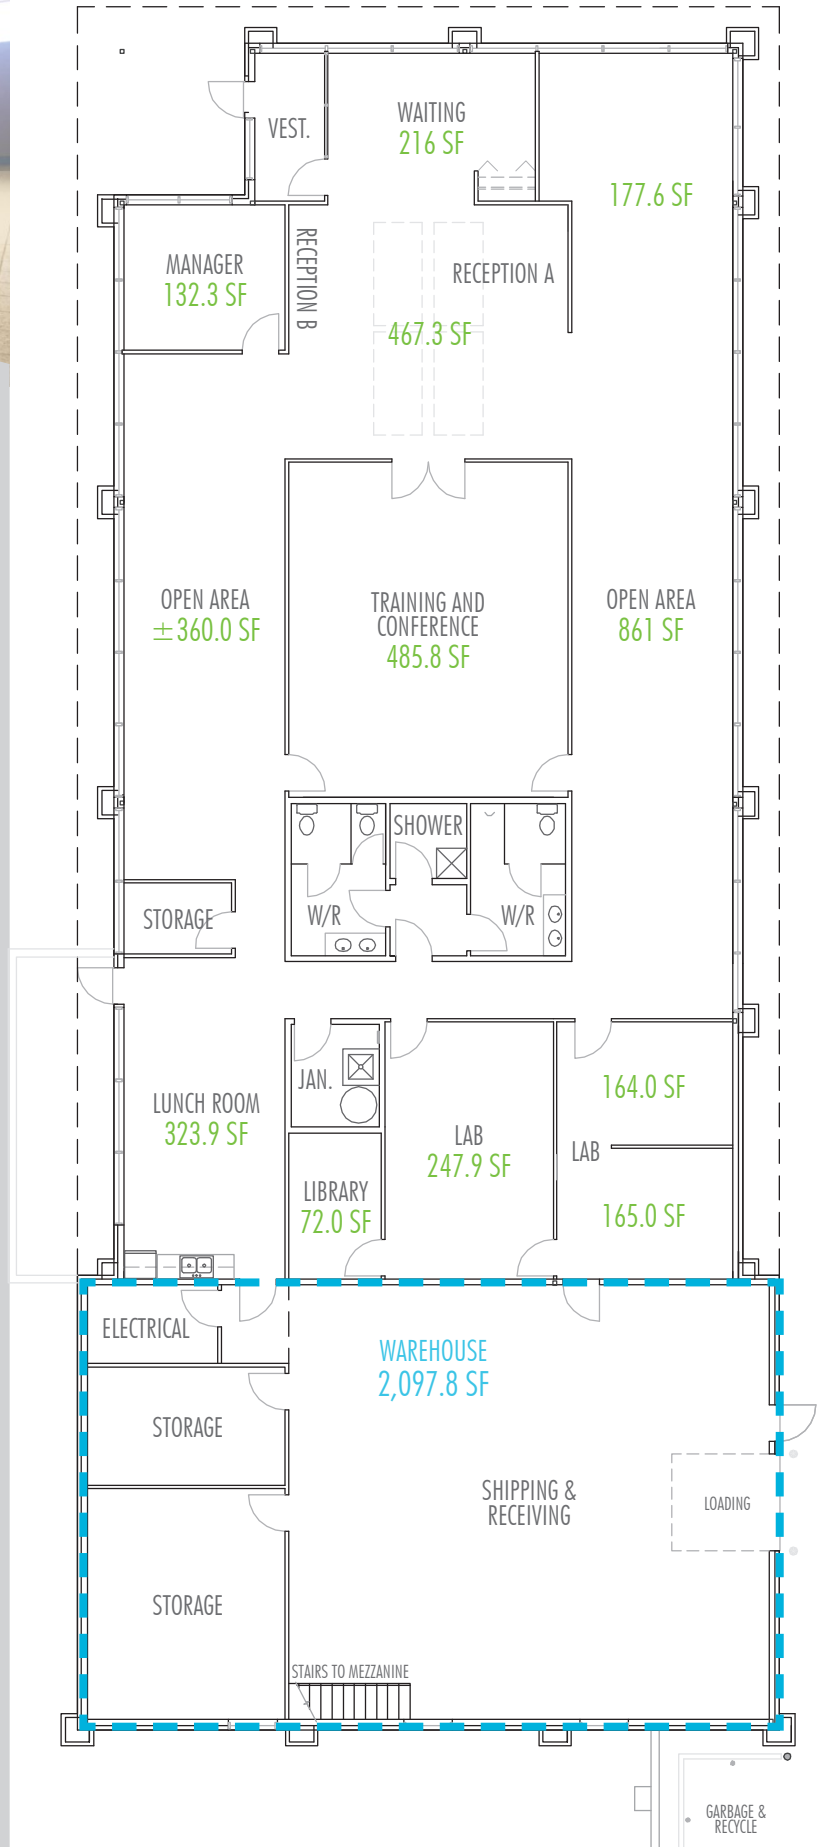 VEST.
WAITING
216 SF
177.6 SF
MANAGER
132.3 SF
RECEPTION B
RECEPTION A
467.3 SF
OPEN AREA
±360.0 SF
TRAINING AND
CONFERENCE
485.8 SF
OPEN AREA
861 SF
SHOWER
STORAGE
W/R
W/R
JAN.
LUNCH ROOM
323.9 SF
LIBRARY
72.0 SF
LAB
247.9 SF
164.0 SF
LAB
165.0 SF
ELECTRICAL
WAREHOUSE
2,097.8 SF
STORAGE
SHIPPING &
RECEIVING
LOADING
STORAGE
STAIRS TO MEZZANINE
GARBAGE &
RECYCLE